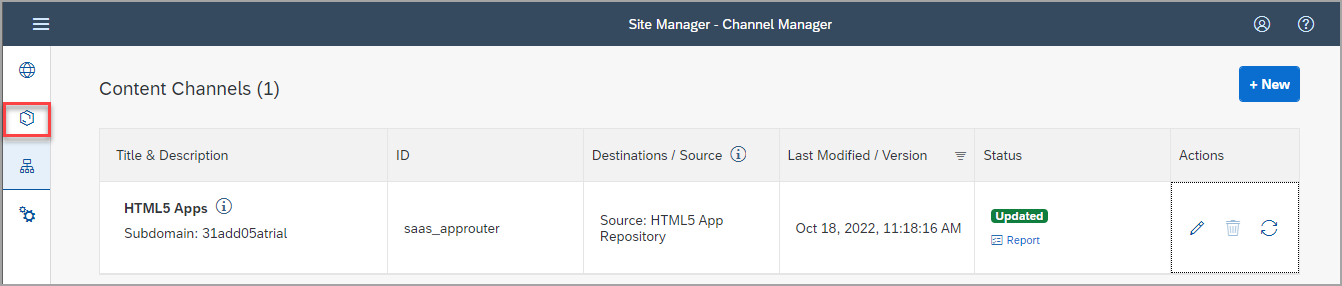 Site Manager - Channel Manager
Content Channels (1)
+ New
Title & Description
ID
Destinations / Source
Last Modified / Version
Status
Actions
HTML5 Apps
Subdomain: 31add05atrial
saas_approuter
Source: HTML5 App
Repository
Oct 18, 2022, 11:18:16 AM
Updated
Report